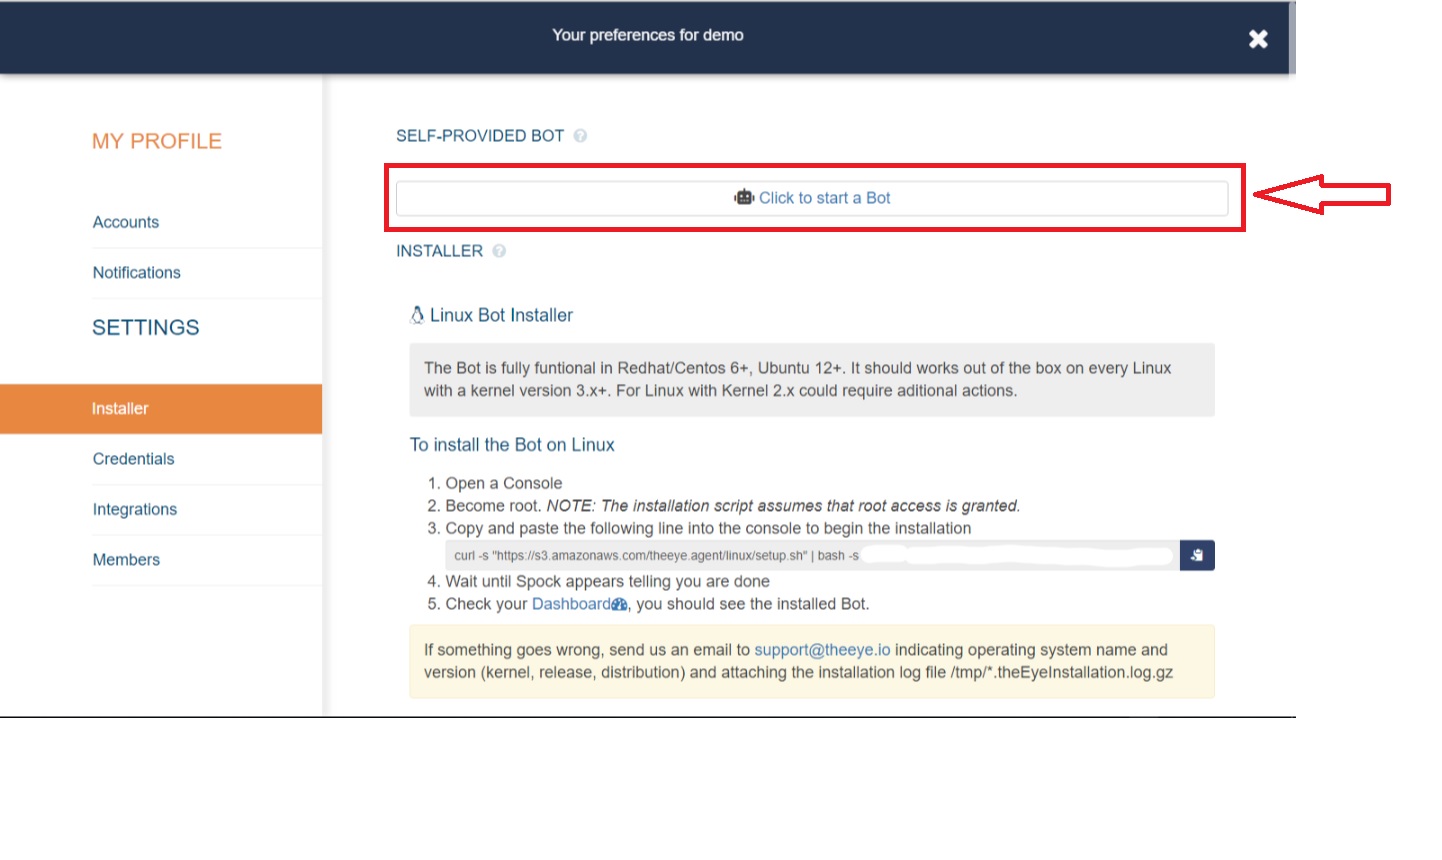 Your preferences for demo
MY PROFILE
Accounts
Notifications
SETTINGS
Installer
Credentials
Integrations
Members
SELF-PROVIDED BOT ?
Click to start a Bot
INSTALLER ?
Linux Bot Installer
The Bot is fully funtional in Redhat/Centos 6+, Ubuntu 12+. It should works out of the box on every Linux
with a kernel version 3.x+. For Linux with Kernel 2.x could require aditional actions.
To install the Bot on Linux
1. Open a Console
2. Become root. NOTE: The installation script assumes that root access is granted.
3. Copy and paste the following line into the console to begin the installation
curl -s "https://s3.amazonaws.com/theeye.agent/linux/setup.sh" | bash -s
4. Wait until Spock appears telling you are done
5. Check your Dashboard, you should see the installed Bot.
If something goes wrong, send us an email to support@theeye.io indicating operating system name and
version (kernel, release, distribution) and attaching the installation log file /tmp/*.theEyeInstallation.log.gz